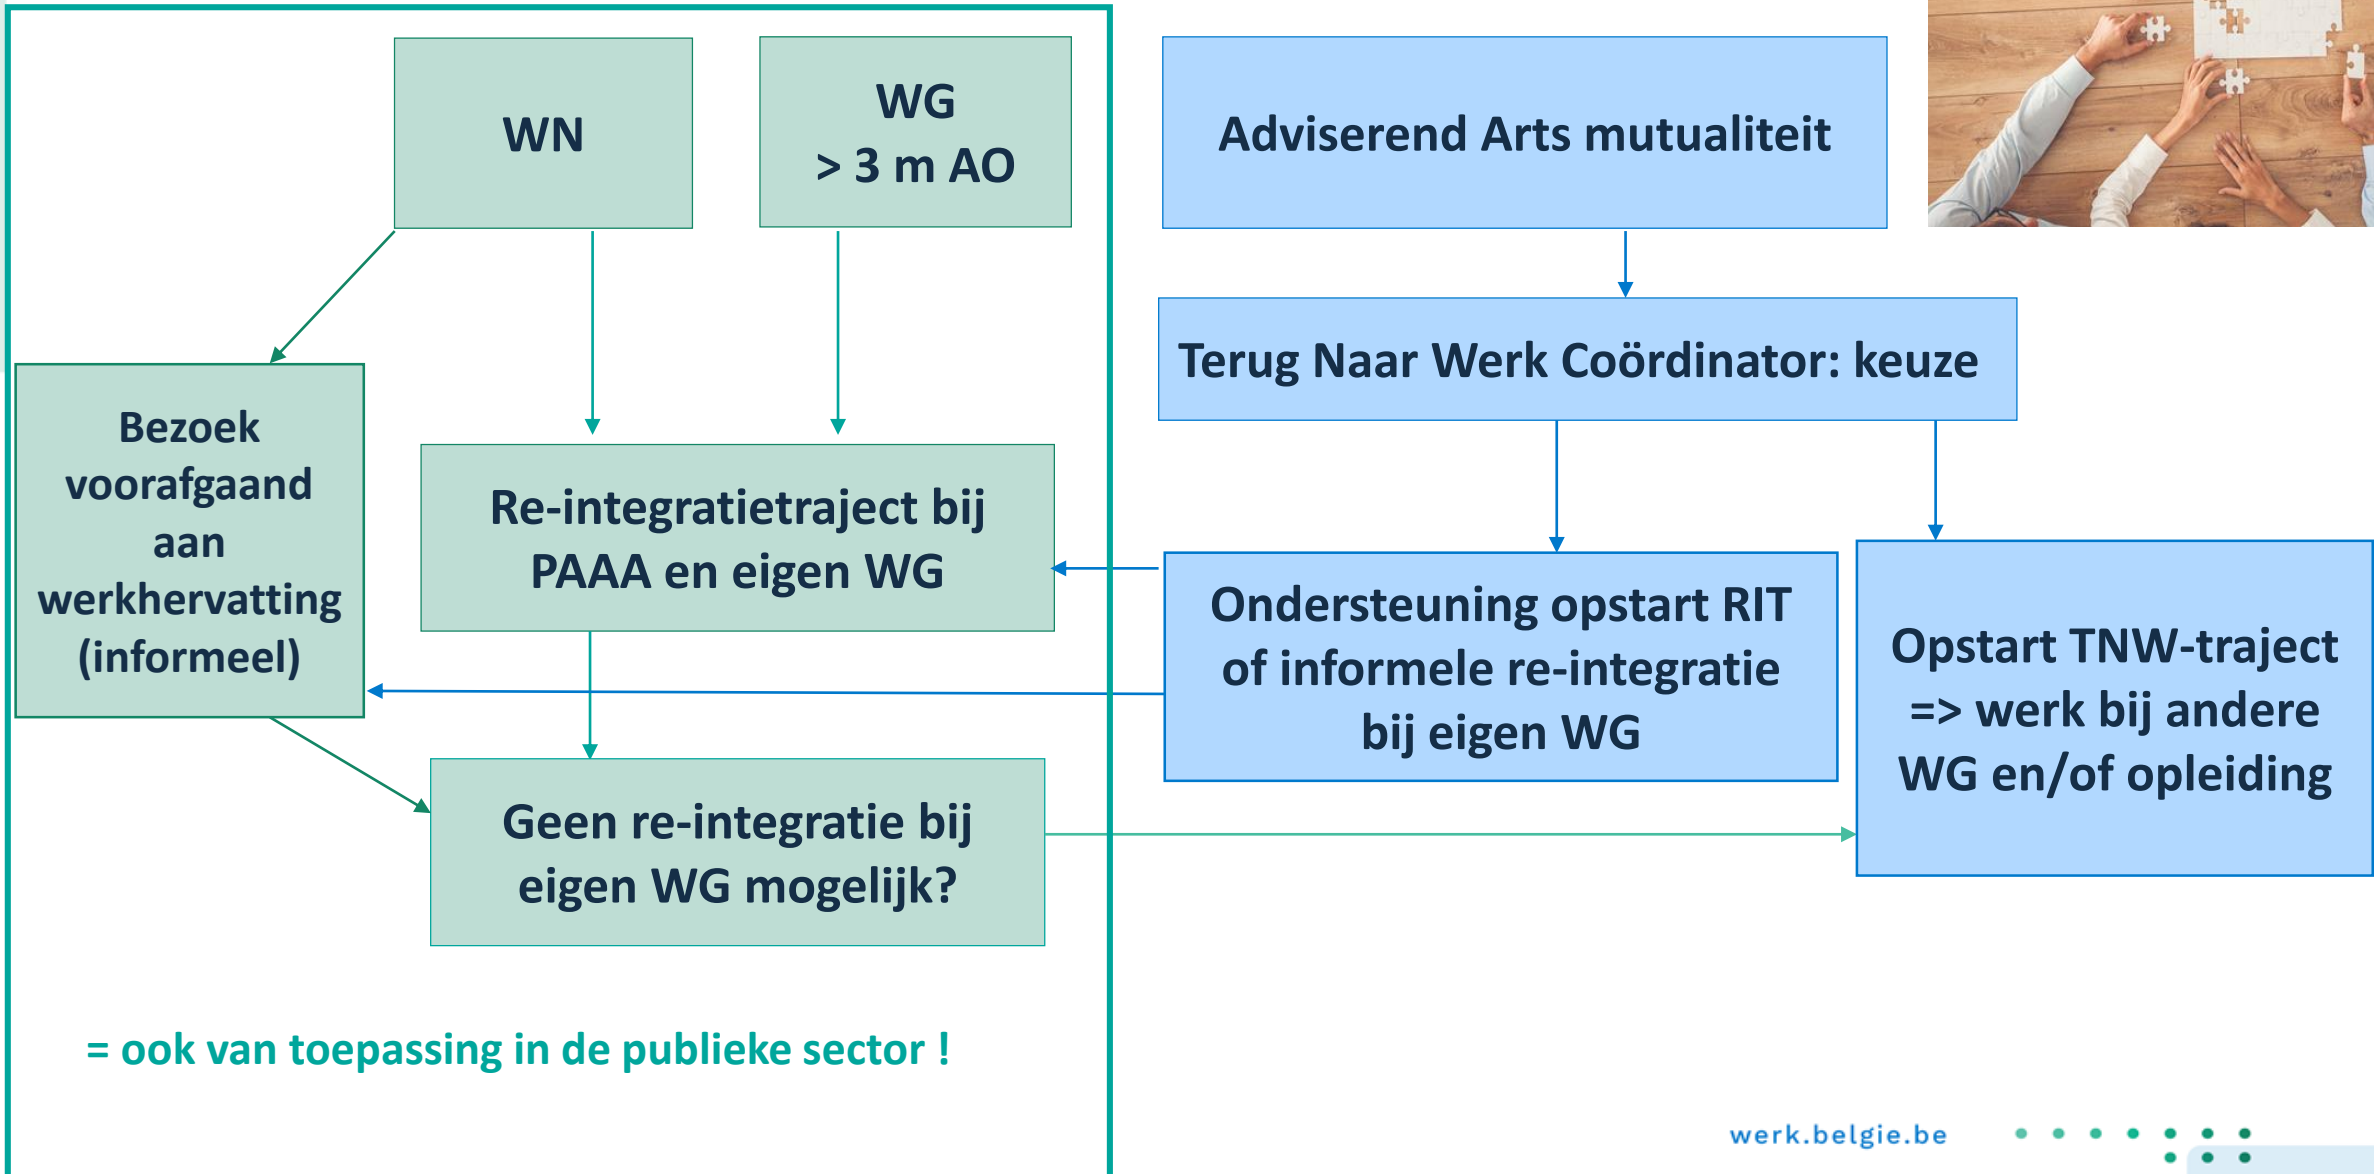 WN
WG
> 3 m AO
Adviserend Arts mutualiteit
Terug Naar Werk Coördinator: keuze
Bezoek
voorafgaand
aan
werkhervatting
(informeel)
Re-integratietraject bij
PAAA en eigen WG
Ondersteuning opstart RIT
of informele re-integratie
bij eigen WG
Opstart TNW-traject
=> werk bij andere
WG en/of opleiding
Geen re-integratie bij
eigen WG mogelijk?
= ook van toepassing in de publieke sector !
werk.belgie.be